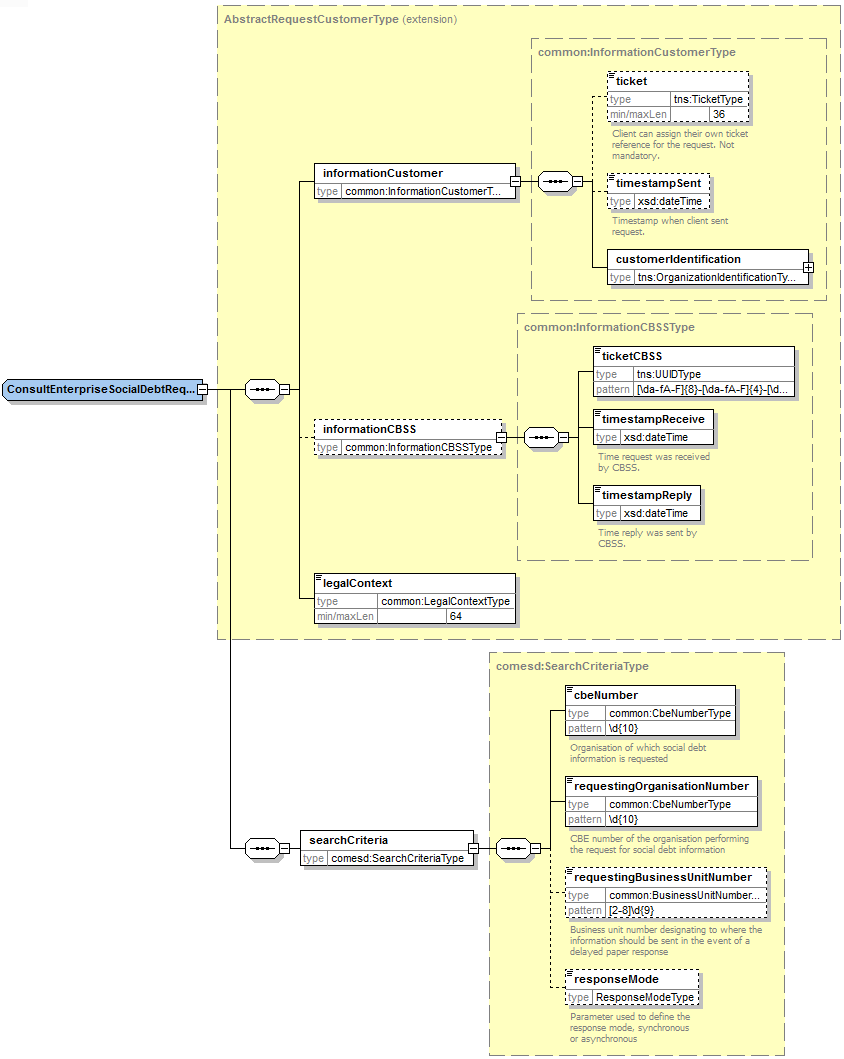 AbstractRequestCustomerType (extension)
common:InformationCustomerType
ticket
type tns:TicketType
min/maxLen 36
Client can assign their own ticket
reference for the request. Not
mandatory.
informationCustomer
type common:InformationCustomerT...
timestampSent
type xsd:dateTime
Timestamp when client sent
request.
customerIdentification
type tns:OrganizationIdentificationTy...
common:InformationCBSSType
ticketCBSS
type tns:UUIDType
pattern [\da-fA-F]{8}-[\da-fA-F]{4}-[\d...
ConsultEnterpriseSocialDebtReq...
informationCBSS
type common:InformationCBSSType
timestampReceive
type xsd:dateTime
Time request was received
by CBSS.
timestampReply
type xsd:dateTime
Time reply was sent by
CBSS.
legalContext
type common:LegalContextType
min/maxLen 64
comesd:SearchCriteriaType
cbeNumber
type common:CbeNumberType
pattern \d{10}
Organisation of which social debt
information is requested
requestingOrganisationNumber
type common:CbeNumberType
pattern \d{10}
CBE number of the organisation performing
the request for social debt information
searchCriteria
type comesd:SearchCriteriaType
requestingBusinessUnitNumber
type common:BusinessUnitNumber...
pattern [2-8]\d{9}
Business unit number designating to where the
information should be sent in the event of a
delayed paper response
responseMode
type ResponseModeType
Parameter used to define the
response mode, synchronous
or asynchronous